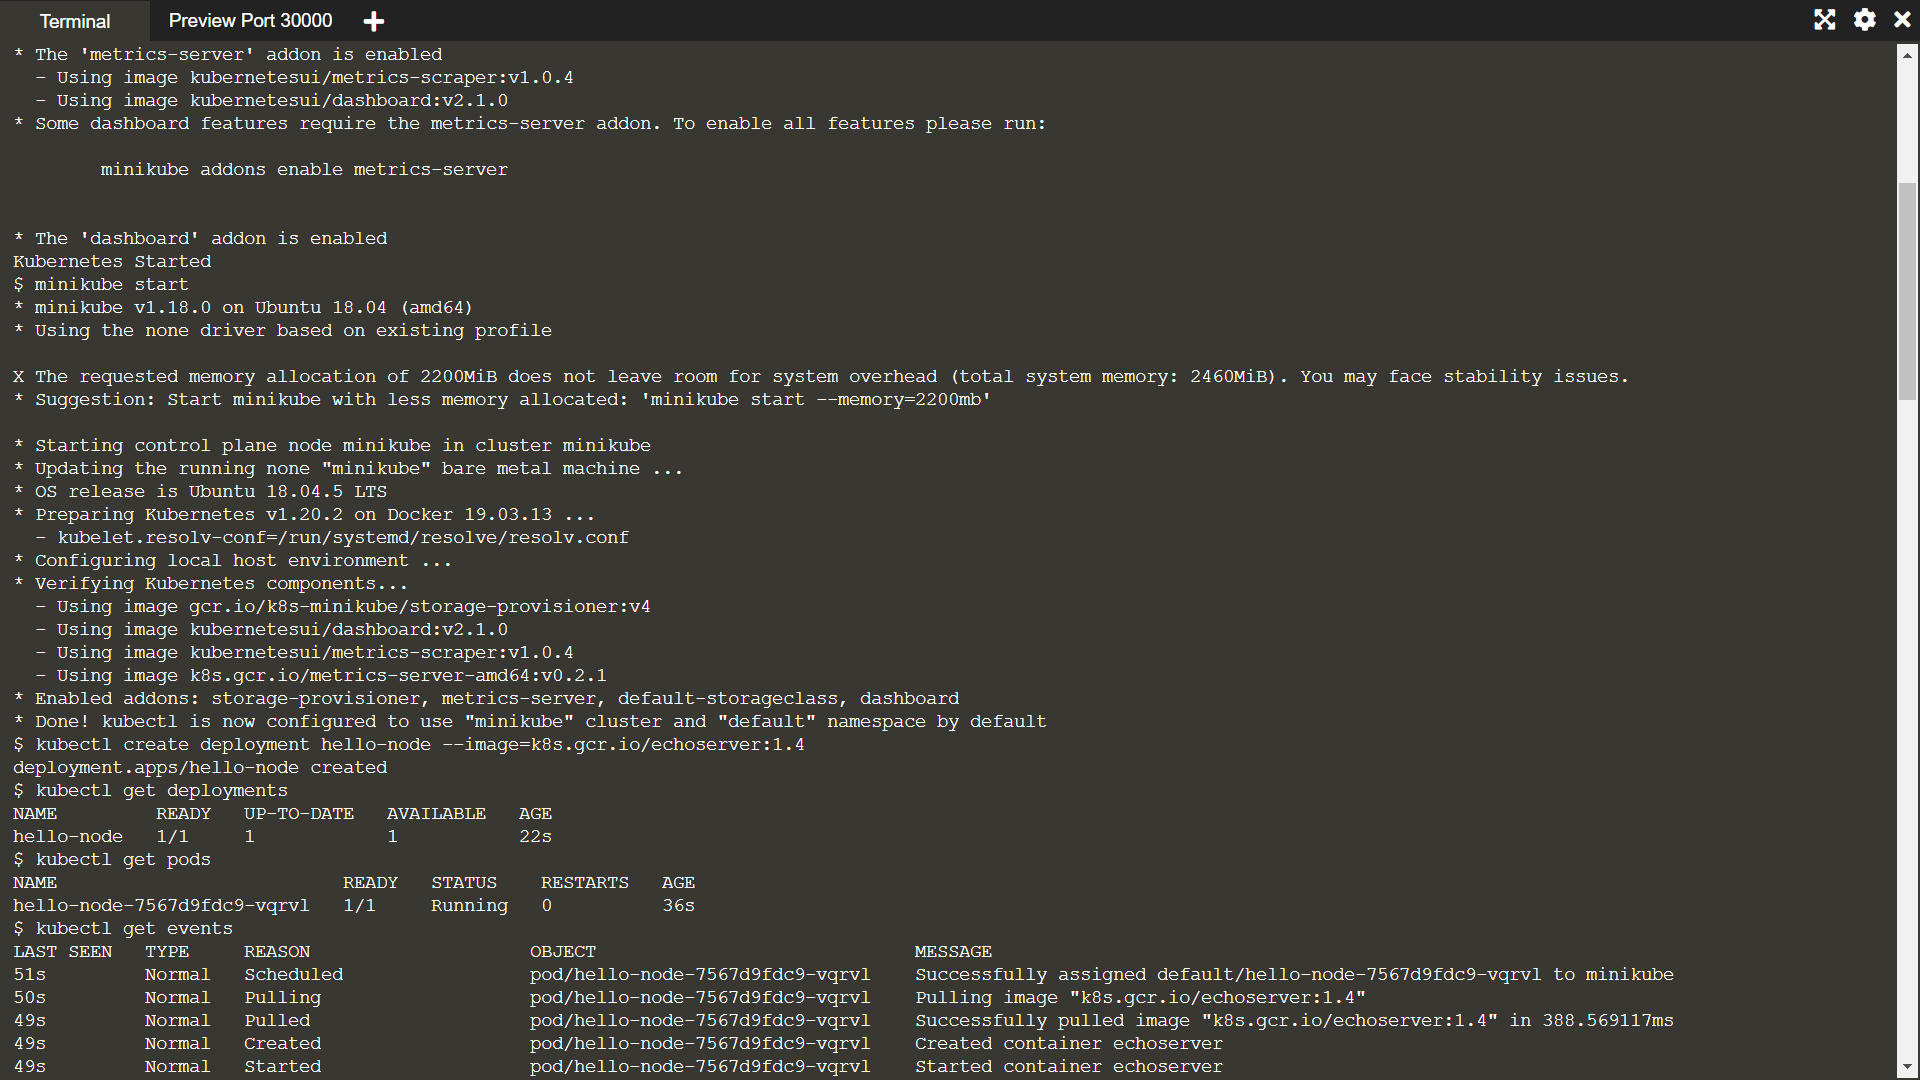 Terminal Preview Port 30000
* The 'metrics-server' addon is enabled
  - Using image kubernetesui/metrics-scraper:v1.0.4
  - Using image kubernetesui/dashboard:v2.1.0
* Some dashboard features require the metrics-server addon. To enable all features please run:
        minikube addons enable metrics-server
* The 'dashboard' addon is enabled
Kubernetes Started
$ minikube start
* minikube v1.18.0 on Ubuntu 18.04 (amd64)
* Using the none driver based on existing profile
X The requested memory allocation of 2200MiB does not leave room for system overhead (total system memory: 2460MiB). You may face stability issues.
* Suggestion: Start minikube with less memory allocated: 'minikube start --memory=2200mb'
* Starting control plane node minikube in cluster minikube
* Updating the running none "minikube" bare metal machine ...
* OS release is Ubuntu 18.04.5 LTS
* Preparing Kubernetes v1.20.2 on Docker 19.03.13 ...
  - kubelet.resolv-conf=/run/systemd/resolve/resolv.conf
* Configuring local host environment ...
* Verifying Kubernetes components...
  - Using image gcr.io/k8s-minikube/storage-provisioner:v4
  - Using image kubernetesui/dashboard:v2.1.0
  - Using image kubernetesui/metrics-scraper:v1.0.4
  - Using image k8s.gcr.io/metrics-server-amd64:v0.2.1
* Enabled addons: storage-provisioner, metrics-server, default-storageclass, dashboard
* Done! kubectl is now configured to use "minikube" cluster and "default" namespace by default
$ kubectl create deployment hello-node --image=k8s.gcr.io/echoserver:1.4
deployment.apps/hello-node created
$ kubectl get deployments
NAME         READY   UP-TO-DATE   AVAILABLE   AGE
hello-node   1/1     1            1           22s
$ kubectl get pods
NAME                          READY   STATUS    RESTARTS   AGE
hello-node-7567d9fdc9-vqrvl   1/1     Running   0          36s
$ kubectl get events
LAST SEEN   TYPE     REASON                    OBJECT                             MESSAGE
51s         Normal   Scheduled                 pod/hello-node-7567d9fdc9-vqrvl    Successfully assigned default/hello-node-7567d9fdc9-vqrvl to minikube
50s         Normal   Pulling                   pod/hello-node-7567d9fdc9-vqrvl    Pulling image "k8s.gcr.io/echoserver:1.4"
49s         Normal   Pulled                    pod/hello-node-7567d9fdc9-vqrvl    Successfully pulled image "k8s.gcr.io/echoserver:1.4" in 388.569117ms
49s         Normal   Created                   pod/hello-node-7567d9fdc9-vqrvl    Created container echoserver
49s         Normal   Started                   pod/hello-node-7567d9fdc9-vqrvl    Started container echoserver